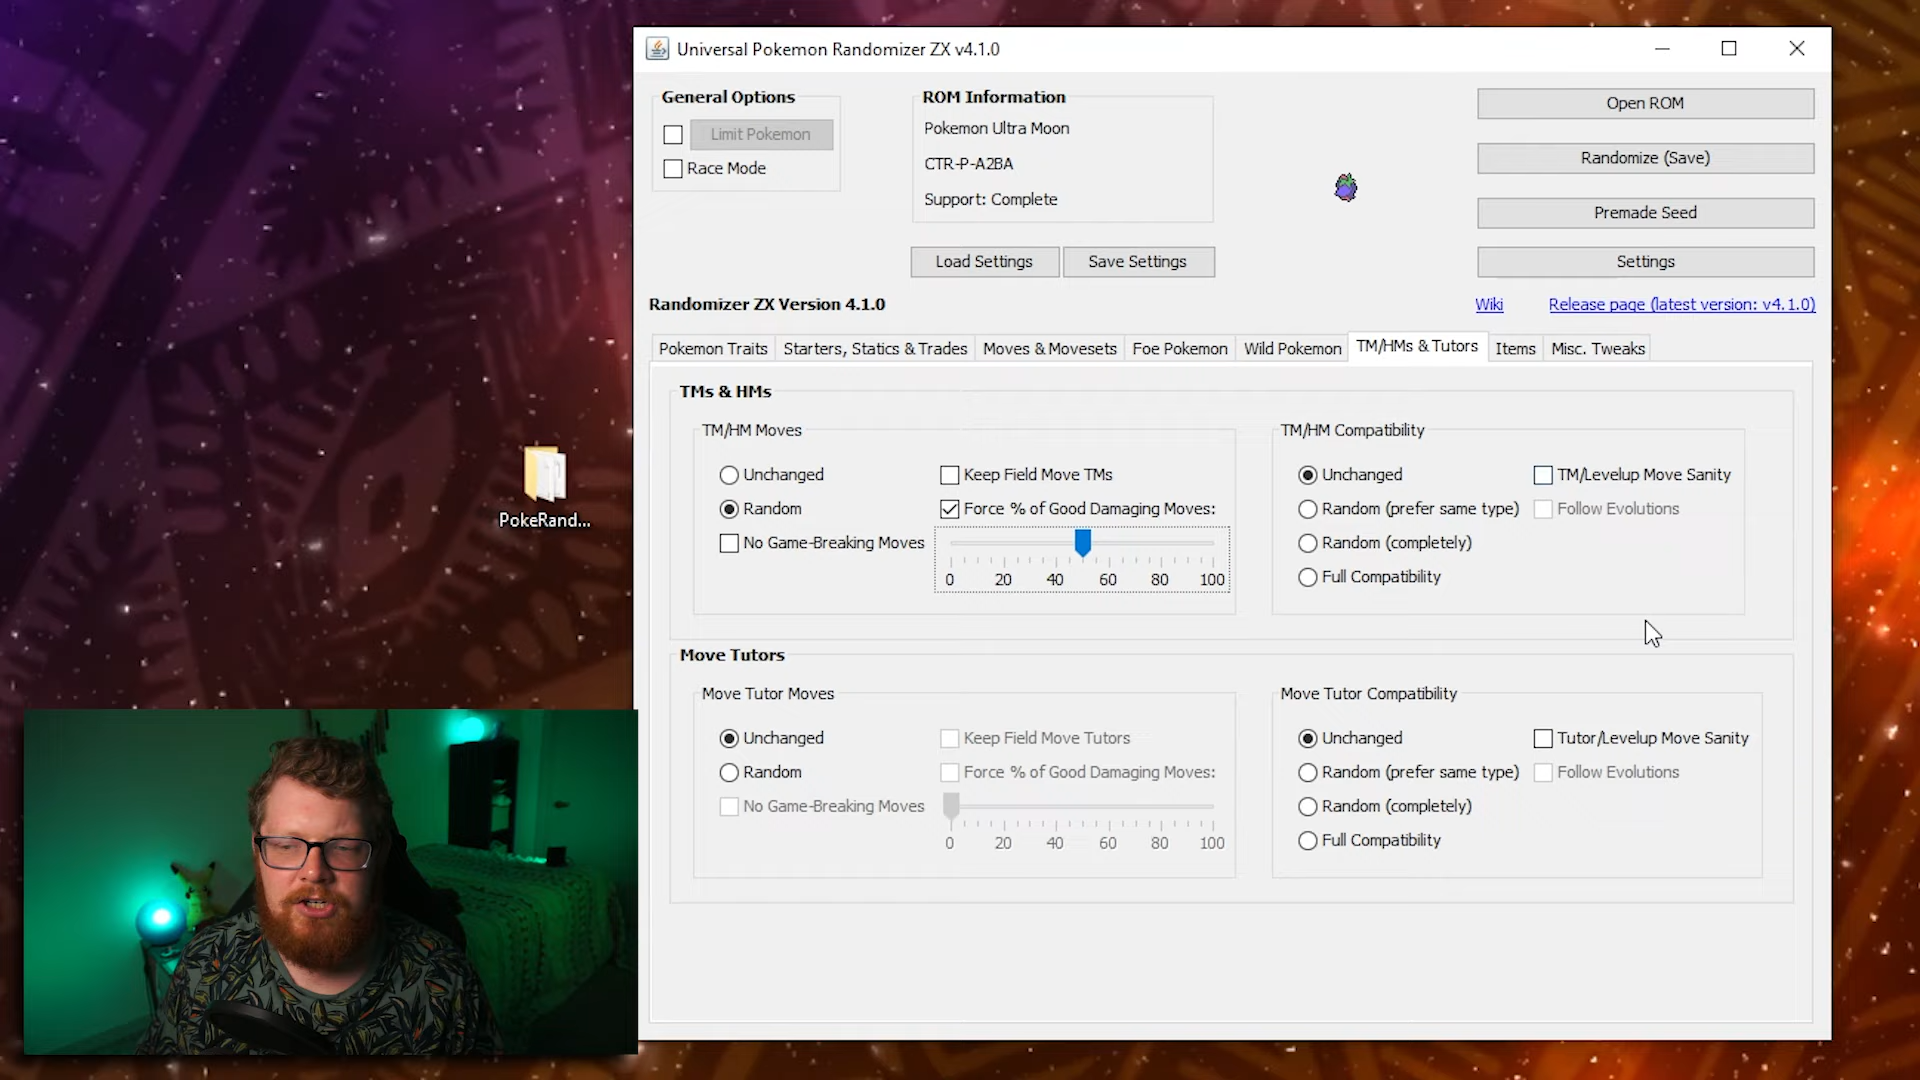 Universal Pokemon Randomizer ZX v4.1.0
General Options
Limit Pokemon
Race Mode
ROM Information
Pokemon Ultra Moon
CTR-P-A2BA
Support: Complete
Load Settings
Save Settings
Open ROM
Randomize (Save)
Premade Seed
Settings
Randomizer ZX Version 4.1.0
Wiki
Release page (latest version: v4.1.0)
Pokemon Traits
Starters, Statics & Trades
Moves & Movesets
Foe Pokemon
Wild Pokemon
TM/HMs & Tutors
Items
Misc. Tweaks
TMs & HMs
TM/HM Moves
Unchanged
Random
No Game-Breaking Moves
Keep Field Move TMs
Force % of Good Damaging Moves:
0 20 40 60 80 100
TM/HM Compatibility
Unchanged
Random (prefer same type)
Random (completely)
Full Compatibility
TM/Levelup Move Sanity
Follow Evolutions
PokeRand...
Move Tutors
Move Tutor Moves
Unchanged
Random
No Game-Breaking Moves
Keep Field Move Tutors
Force % of Good Damaging Moves:
0 20 40 60 80 100
Move Tutor Compatibility
Unchanged
Random (prefer same type)
Random (completely)
Full Compatibility
Tutor/Levelup Move Sanity
Follow Evolutions